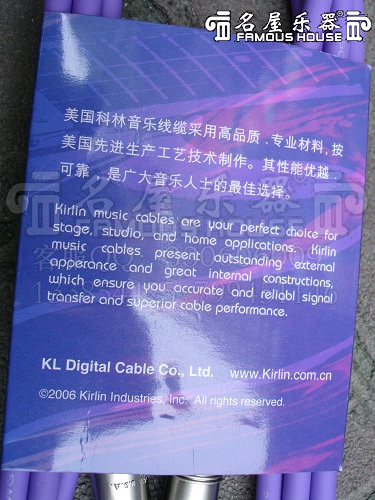 名屋乐器
FAMOUS HOUSE
美国科林音乐线缆采用高品质﹑专业材料,按
美国先进生产工艺技术制作。其性能优越
可靠﹐是广大音乐人士的最佳选择。
名屋乐器
Kirlin music cables are your perfect choice for
stage, studio, and home applications. Kirlin
music cables present outstanding external
apperance and great internal constructions,
which ensure you accurate and reliabl signal
transfer and superior cable performance.
KL Digital Cable Co., Ltd. www.Kirlin.com.cn
©2006 Kirlin Industries, Inc. All rights reserved.
U.S.A.